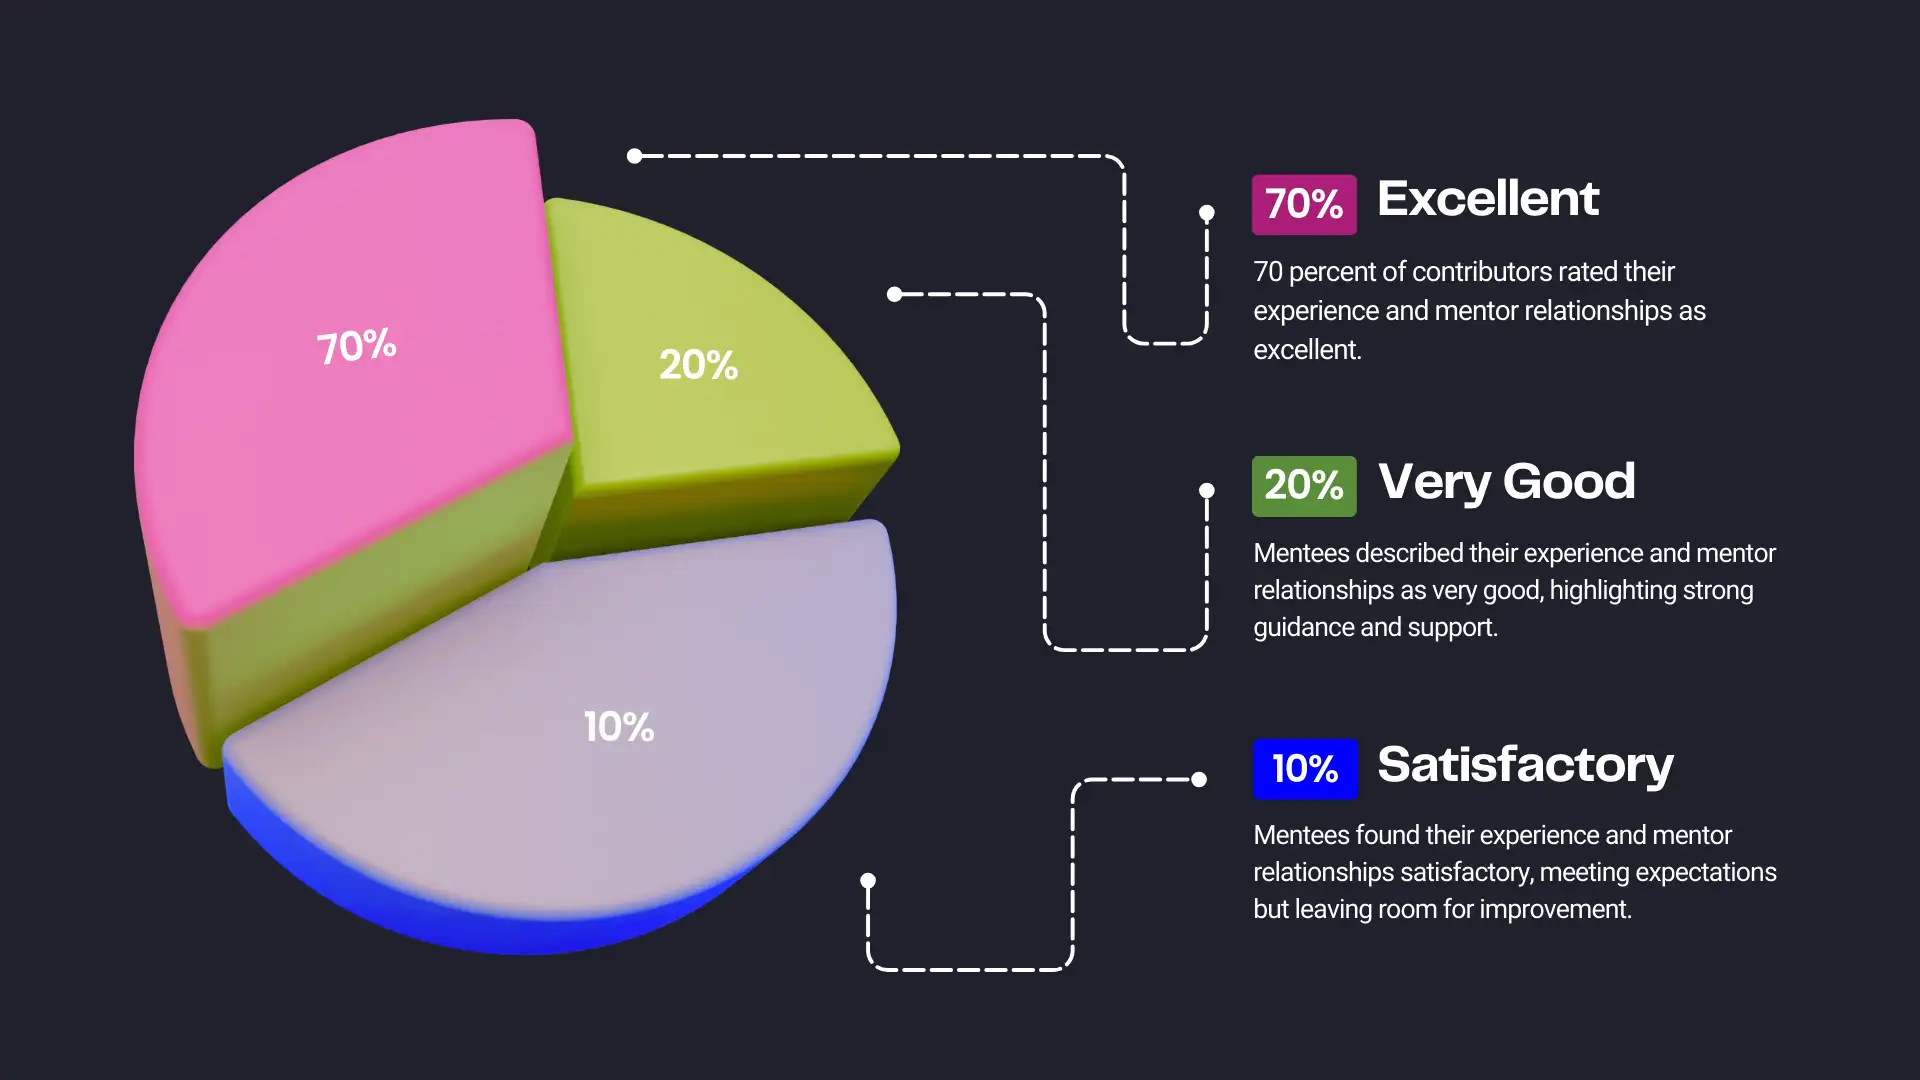 70%
20%
10%
70% Excellent
70 percent of contributors rated their
experience and mentor relationships as
excellent.
20% Very Good
Mentees described their experience and mentor
relationships as very good, highlighting strong
guidance and support.
10% Satisfactory
Mentees found their experience and mentor
relationships satisfactory, meeting expectations
but leaving room for improvement.